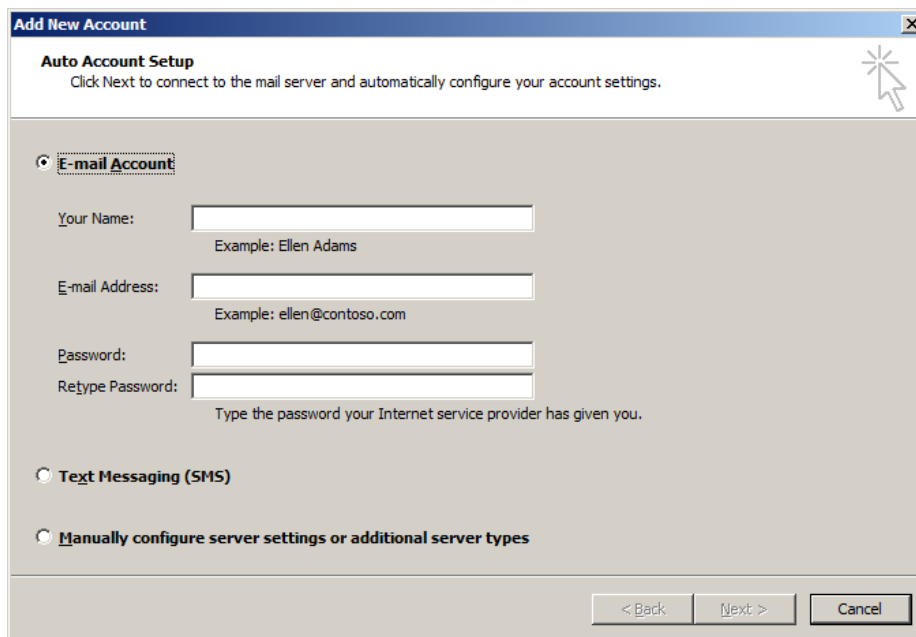 Add New Account
Auto Account Setup
Click Next to connect to the mail server and automatically configure your account settings.
E-mail Account
Your Name:
Example: Ellen Adams
E-mail Address:
Example: ellen@contoso.com
Password:
Retype Password:
Type the password your Internet service provider has given you.
Text Messaging (SMS)
Manually configure server settings or additional server types
< Back Next > Cancel